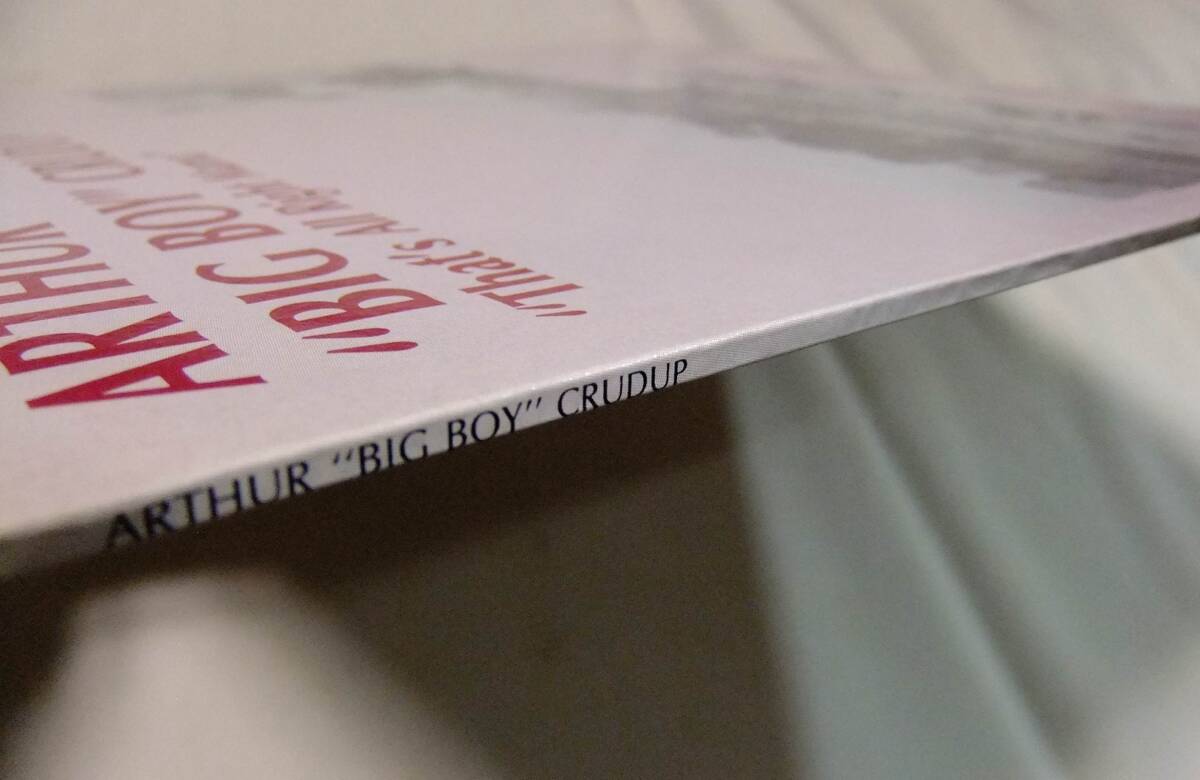 ARTHUR
"BIG BOY" CRUDUP
"That's All Right Mama"
ARTHUR "BIG BOY" CRUDUP